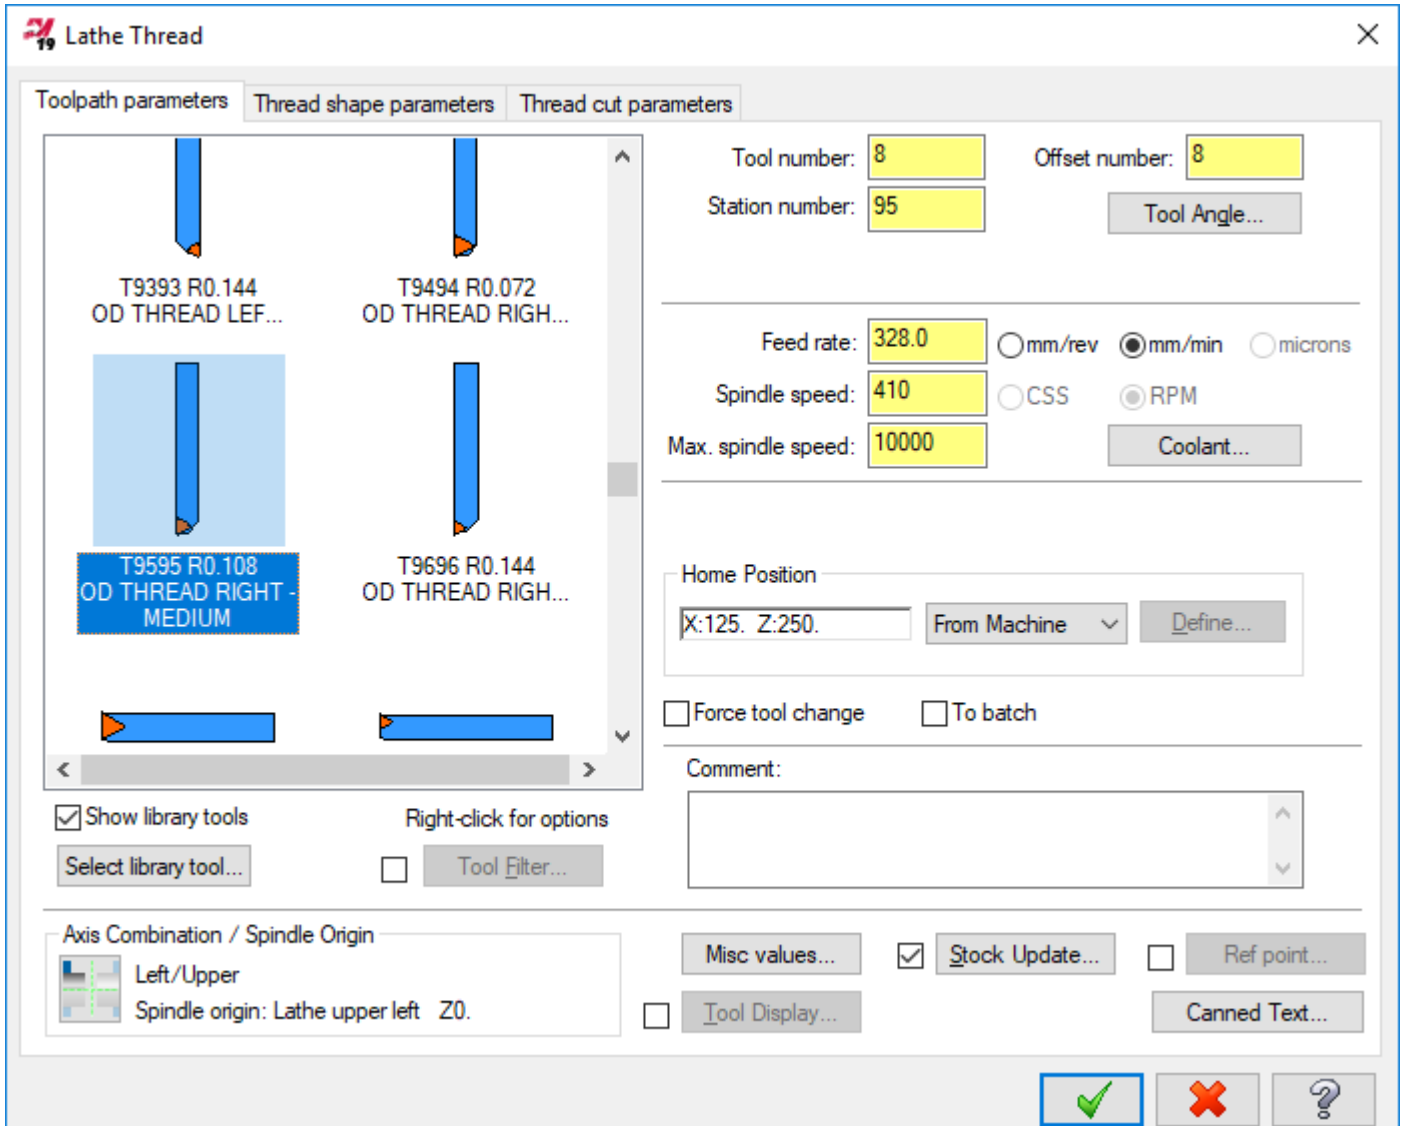 19 Lathe Thread
Toolpath parameters Thread shape parameters Thread cut parameters
T9393 R0.144
OD THREAD LEF...
T9494 R0.072
OD THREAD RIGH...
T9595 R0.108
OD THREAD RIGHT -
MEDIUM
T9696 R0.144
OD THREAD RIGH...
Show library tools
Right-click for options
Select library tool...
Tool Filter...
Tool number: 8
Offset number: 8
Station number: 95
Tool Angle...
Feed rate: 328.0 mm/rev mm/min microns
Spindle speed: 410 CSS RPM
Max. spindle speed: 10000
Coolant...
Home Position
X:125. Z:250.
From Machine
Define...
Force tool change
To batch
Comment:
Axis Combination / Spindle Origin
Left/Upper
Spindle origin: Lathe upper left Z0.
Misc values...
Stock Update...
Ref point...
Tool Display...
Canned Text...